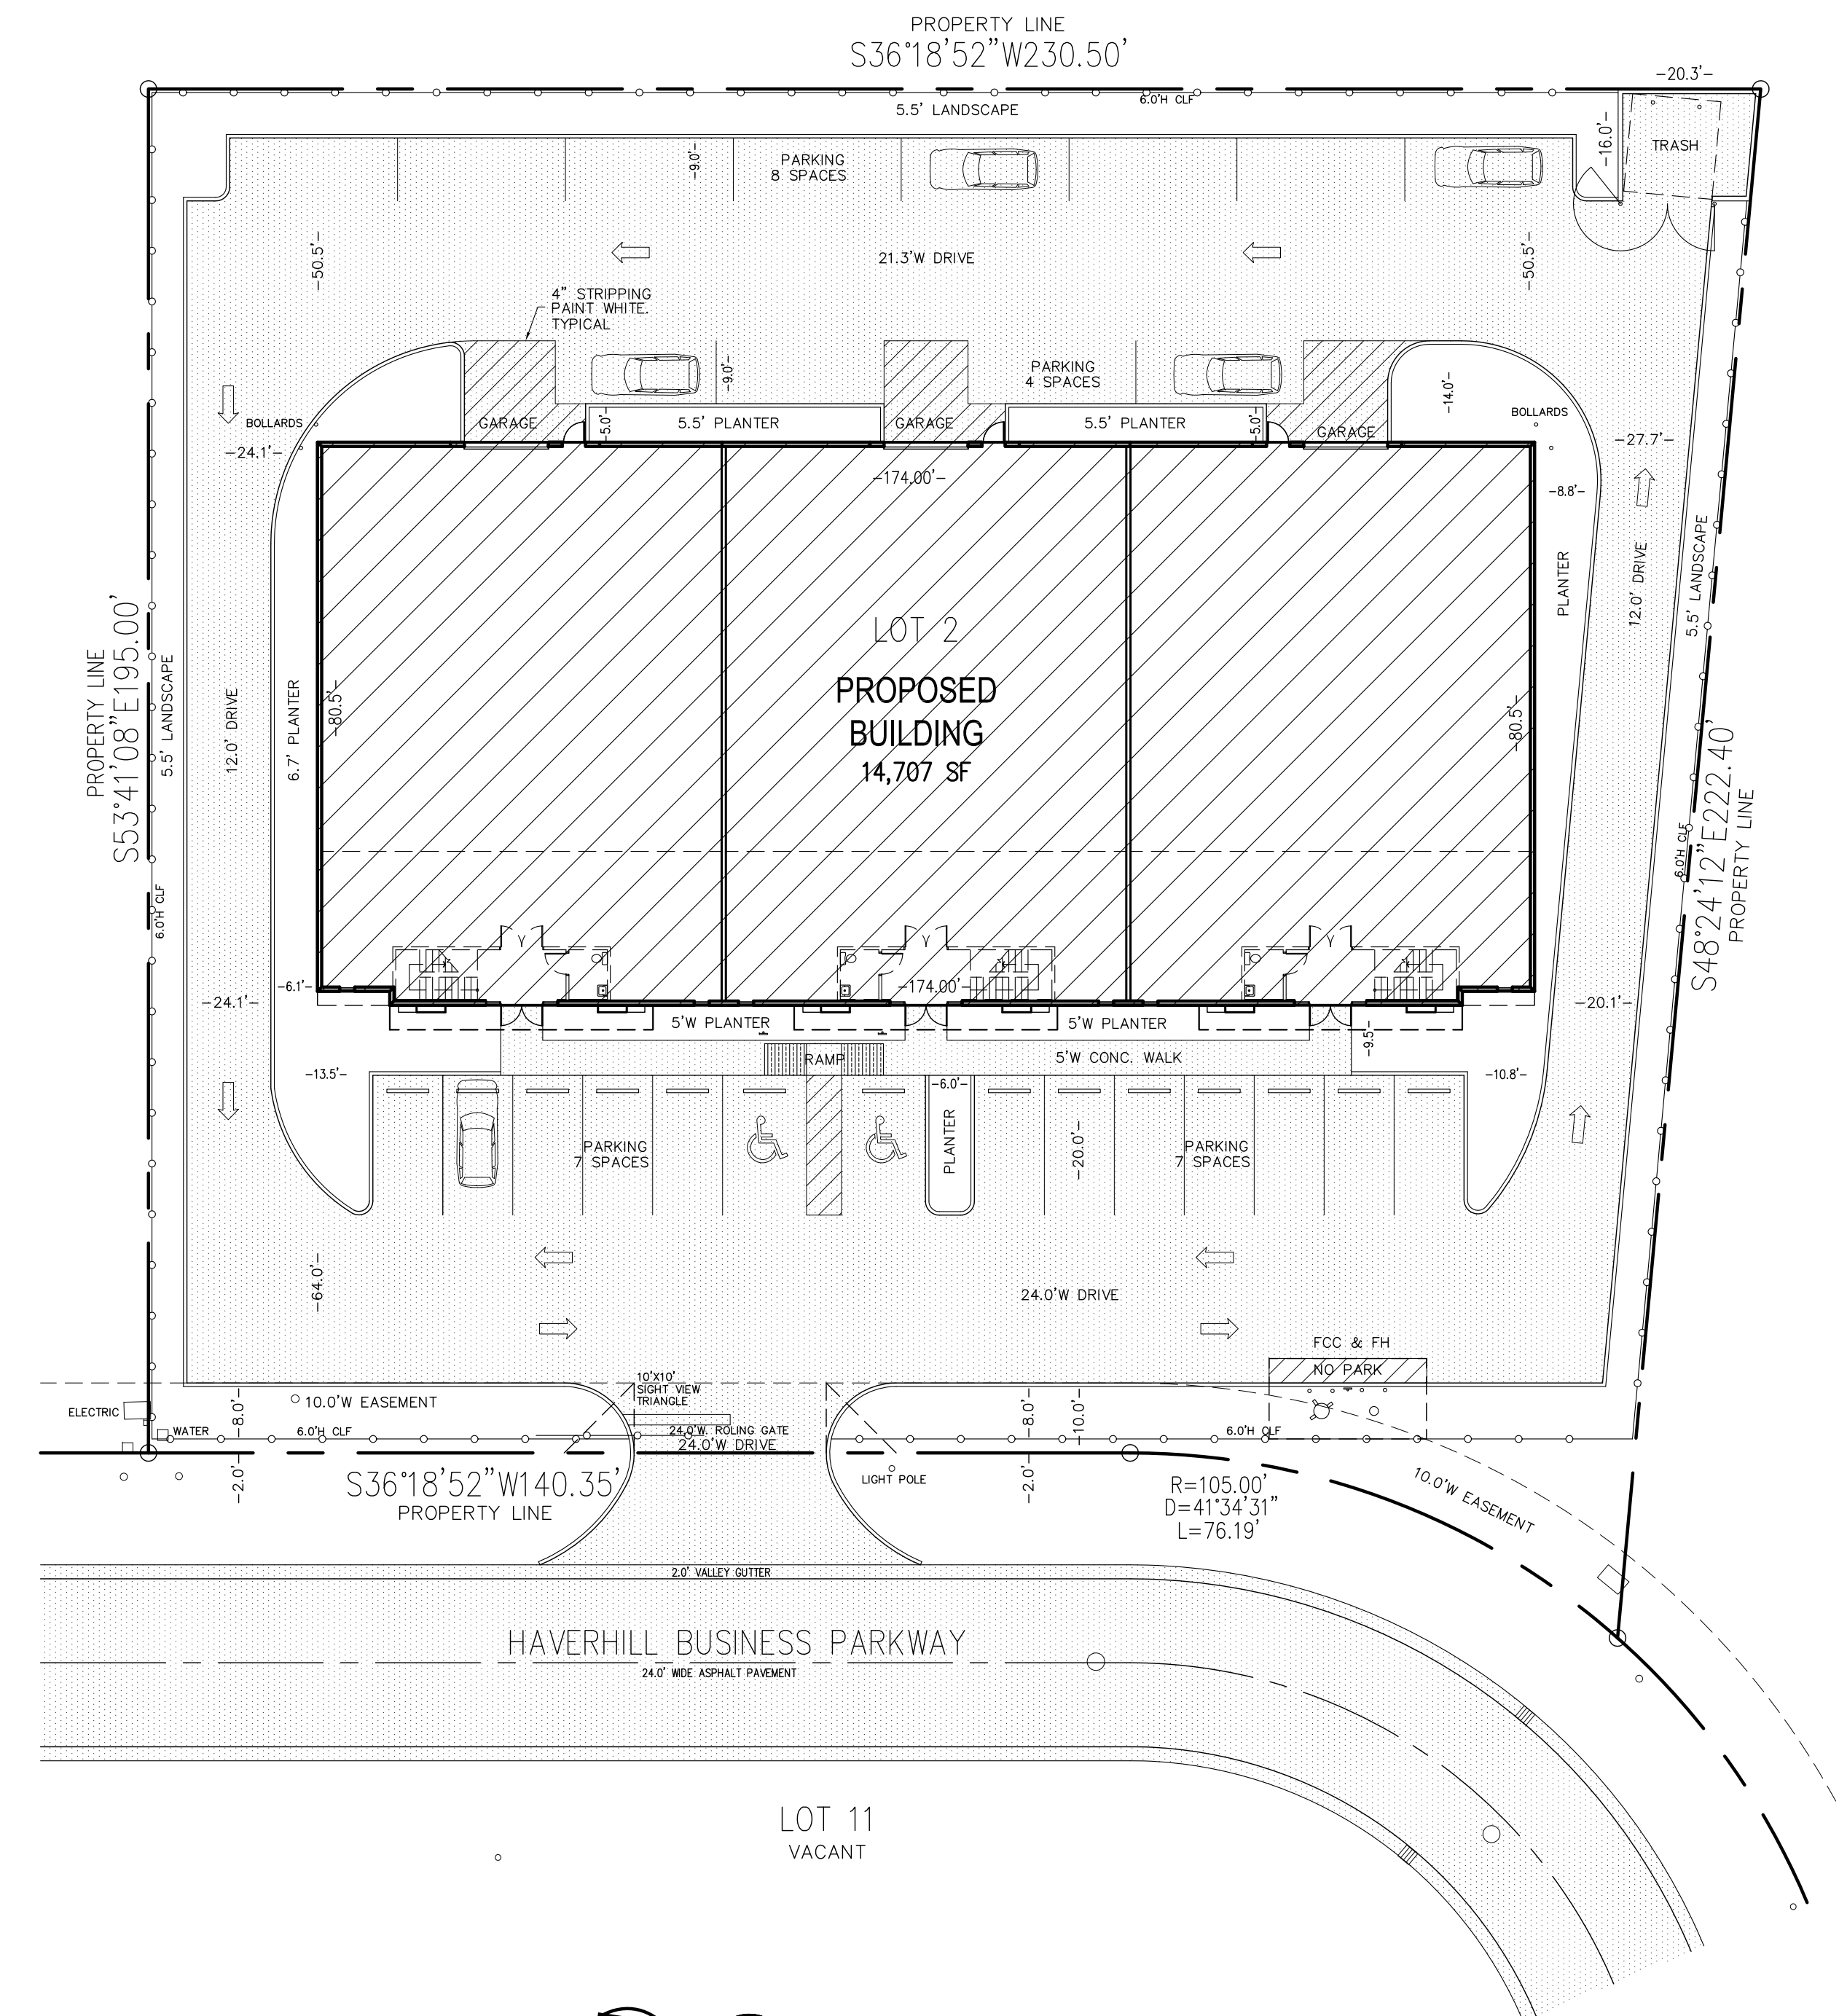 PROPERTY LINE
S36°18'52"W230.50'
-20.3'-
5.5' LANDSCAPE
6.0'H CLF
-16.0'-
TRASH
-9.0'-
PARKING
8 SPACES
-50.5'-
21.3'W DRIVE
-50.5'-
4" STRIPPING
PAINT WHITE.
TYPICAL
-9.0'-
PARKING
4 SPACES
-14.0'-
BOLLARDS
GARAGE
-5.0'-
5.5' PLANTER
GARAGE
5.5' PLANTER
-5.0'-
GARAGE
BOLLARDS
-24.1'-
-27.7'-
-174.00'-
-8.8'-
PLANTER
12.0' DRIVE
5.5' LANDSCAPE
PROPERTY LINE
S53°41'08"E195.00'
5.5' LANDSCAPE
12.0' DRIVE
6.7' PLANTER
-80.5'-
LOT 2
PROPOSED
BUILDING
14,707 SF
-80.5'-
6.0'H CLF
S48°24'12"E222.40'
PROPERTY LINE
6.0'H CLF
-6.1'-
-24.1'-
-174.00'-
-20.1'-
5'W PLANTER
5'W PLANTER
-9.5'-
RAMP
5'W CONC. WALK
-13.5'-
-6.0'-
-10.8'-
PARKING
7 SPACES
PLANTER
-20.0'-
PARKING
7 SPACES
-64.0'-
24.0'W DRIVE
FCC & FH
NO PARK
10'X10'
SIGHT VIEW
TRIANGLE
ELECTRIC
10.0'W EASEMENT
-8.0'-
-8.0'-
-10.0'-
WATER
6.0'H CLF
24.0'W. ROLING GATE
24.0'W DRIVE
6.0'H CLF
-2.0'-
S36°18'52"W140.35'
PROPERTY LINE
LIGHT POLE
-2.0'-
R=105.00'
D=41°34'31"
L=76.19'
10.0'W EASEMENT
2.0' VALLEY GUTTER
HAVERHILL BUSINESS PARKWAY
24.0' WIDE ASPHALT PAVEMENT
LOT 11
VACANT